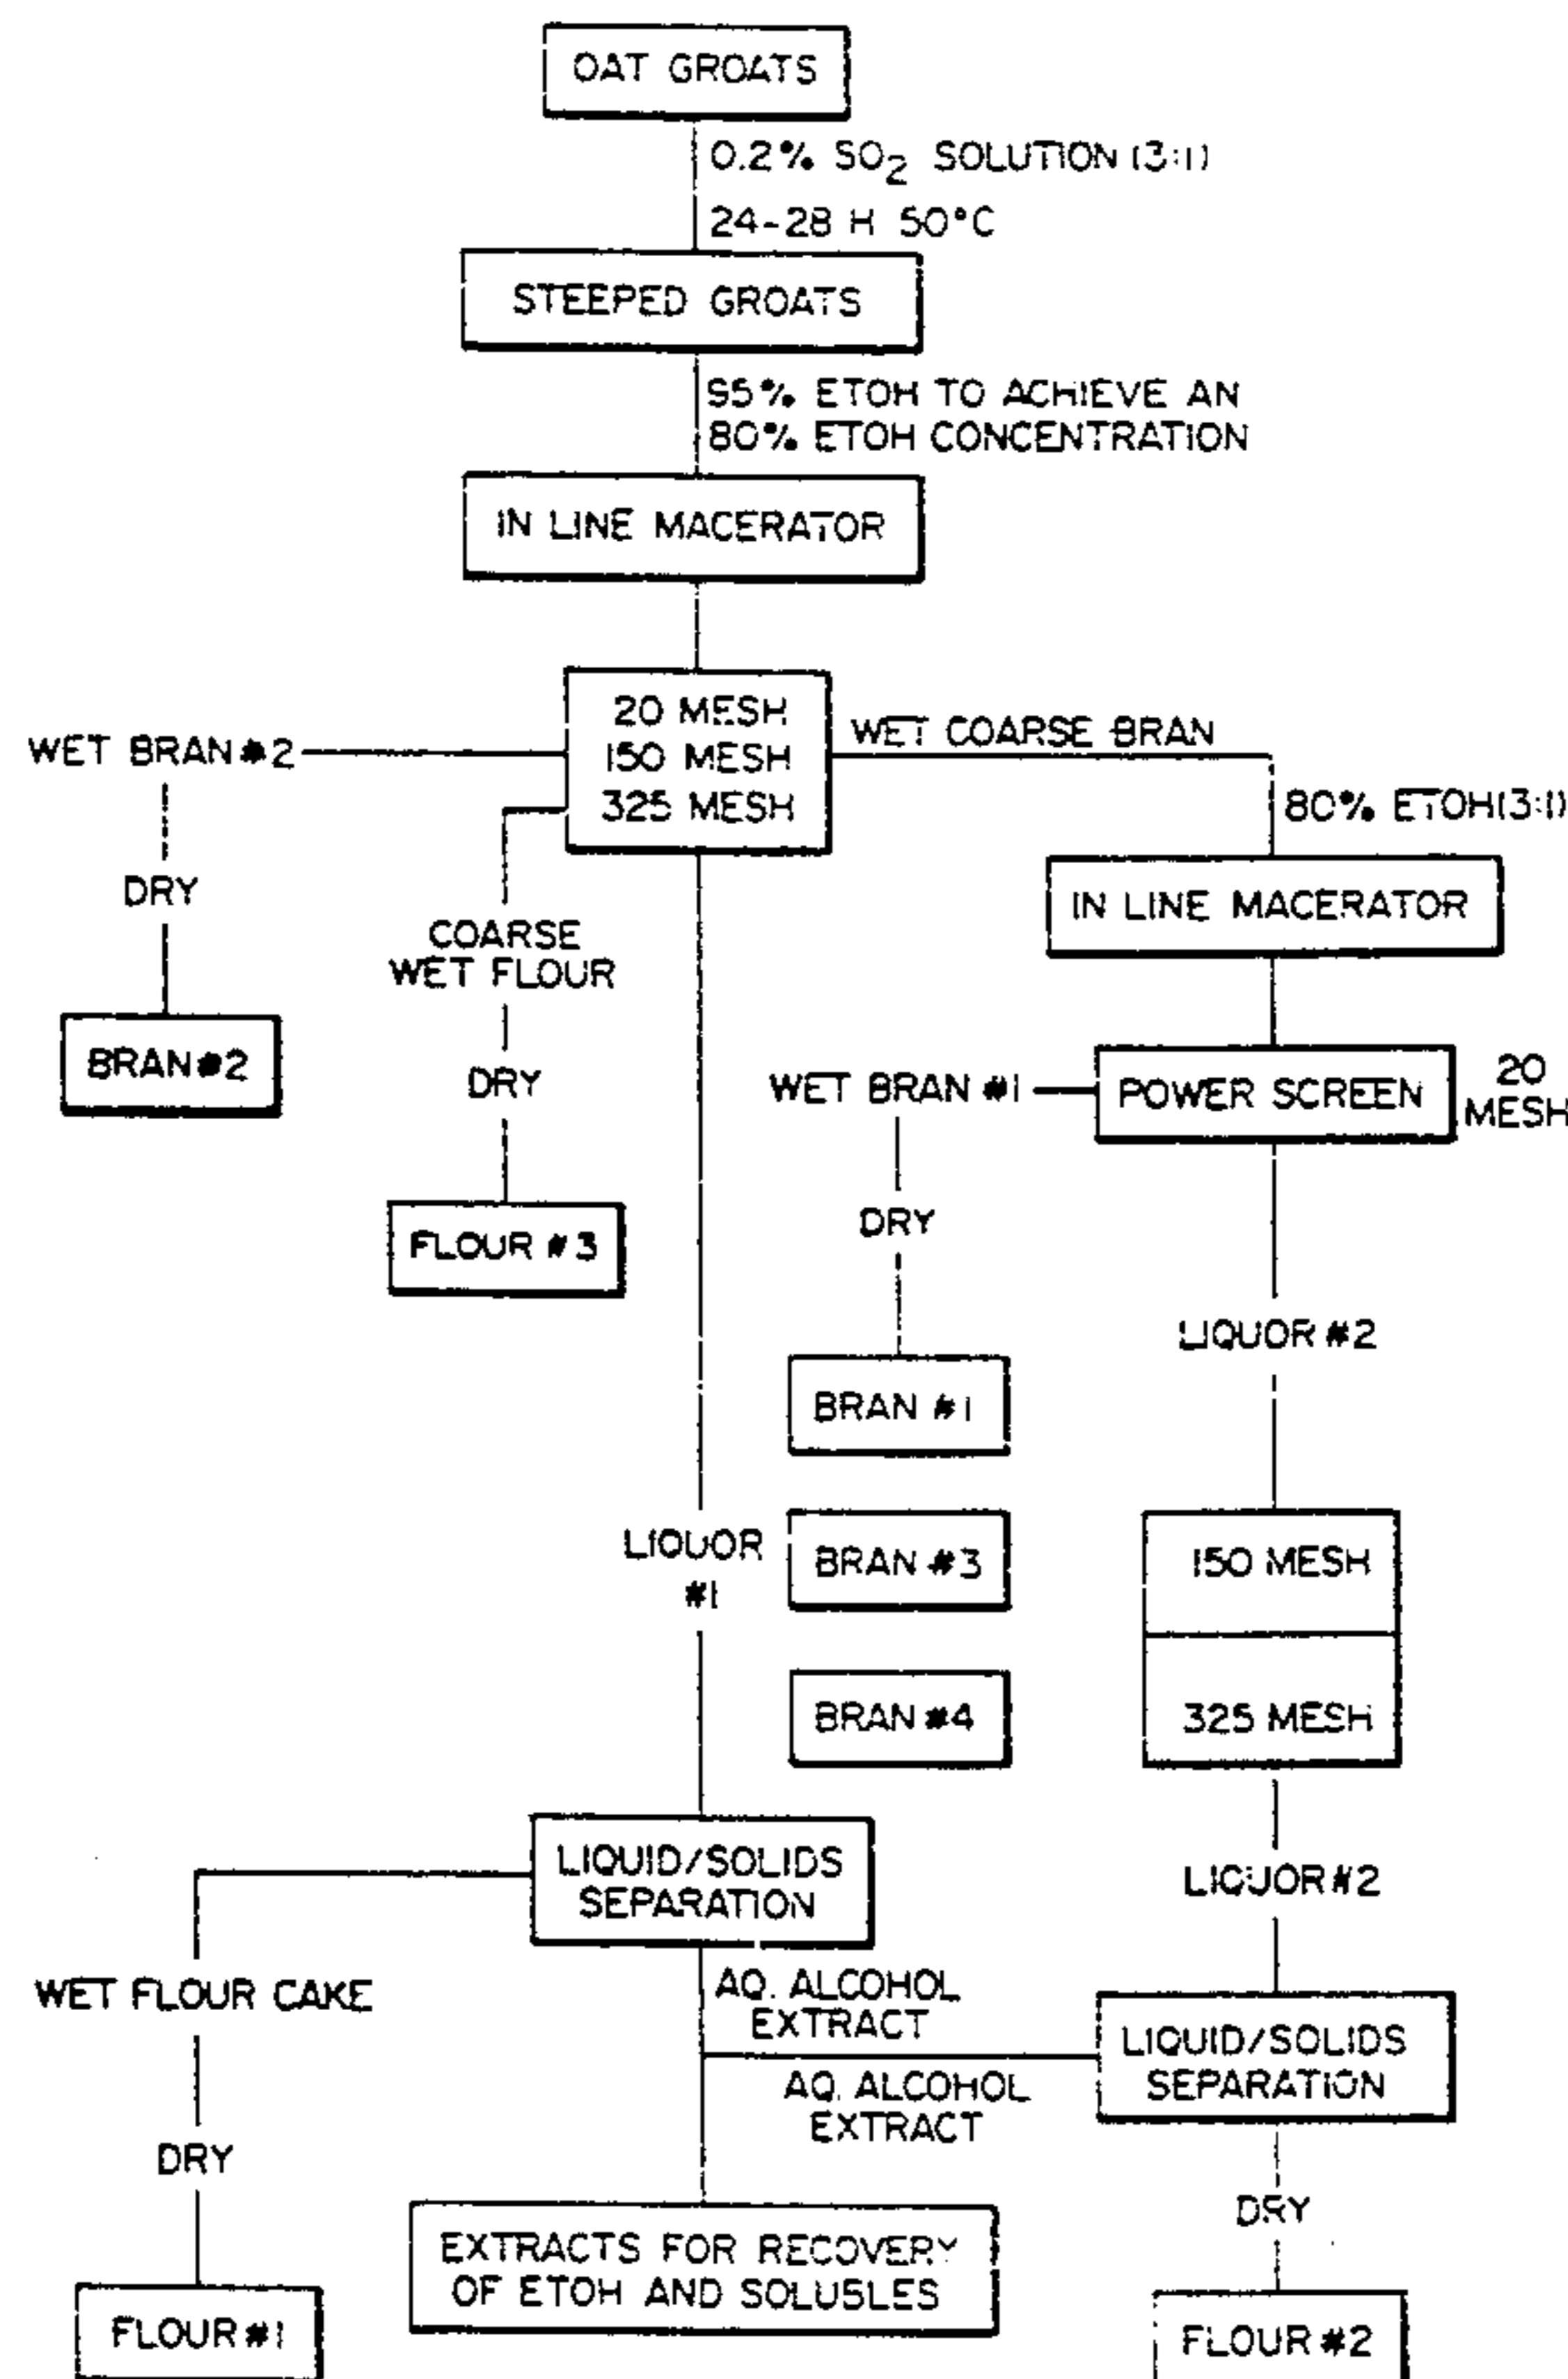 OAT GROATS
0.2% SO2 SOLUTION (3:1)
24-28 H 50°C
STEEPED GROATS
95% ETOH TO ACHIEVE AN
80% ETOH CONCENTRATION
IN LINE MACERATOR
20 MESH
150 MESH
325 MESH
WET BRAN #2
WET COARSE BRAN
80% ETOH (3:1)
DRY
IN LINE MACERATOR
COARSE
WET FLOUR
BRAN #2
DRY
WET BRAN #1
POWER SCREEN
20
MESH
FLOUR #3
DRY
LIQUOR #2
BRAN #1
LIQUOR
#1
BRAN #3
150 MESH
BRAN #4
325 MESH
LIQUID/SOLIDS
SEPARATION
LIQUOR #2
WET FLOUR CAKE
AQ. ALCOHOL
EXTRACT
LIQUID/SOLIDS
SEPARATION
AQ. ALCOHOL
EXTRACT
DRY
DRY
EXTRACTS FOR RECOVERY
OF ETOH AND SOLUSLES
FLOUR #1
FLOUR #2